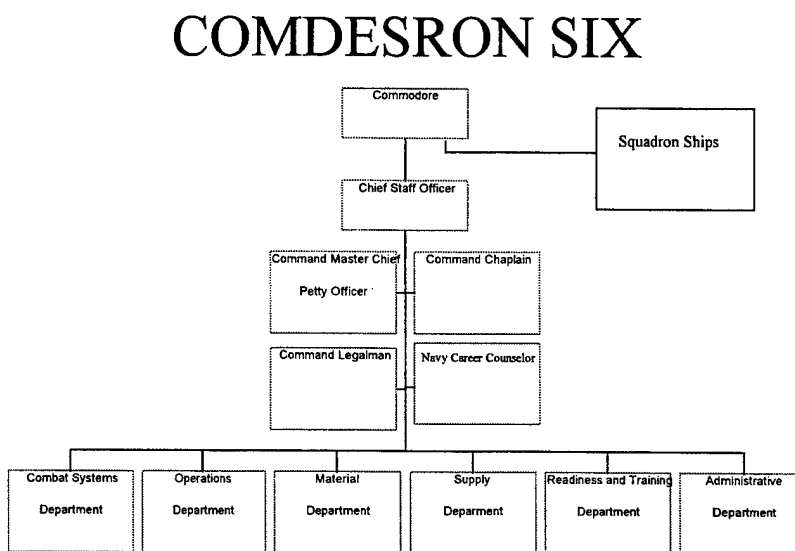 COMDESRON SIX
Commodore
Squadron Ships
Chief Staff Officer
Command Master Chief
Petty Officer
Command Chaplain
Command Legalman
Navy Career Counselor
Combat Systems
Department
Operations
Department
Material
Department
Supply
Deparment
Readiness and Training
Department
Administrative
Department